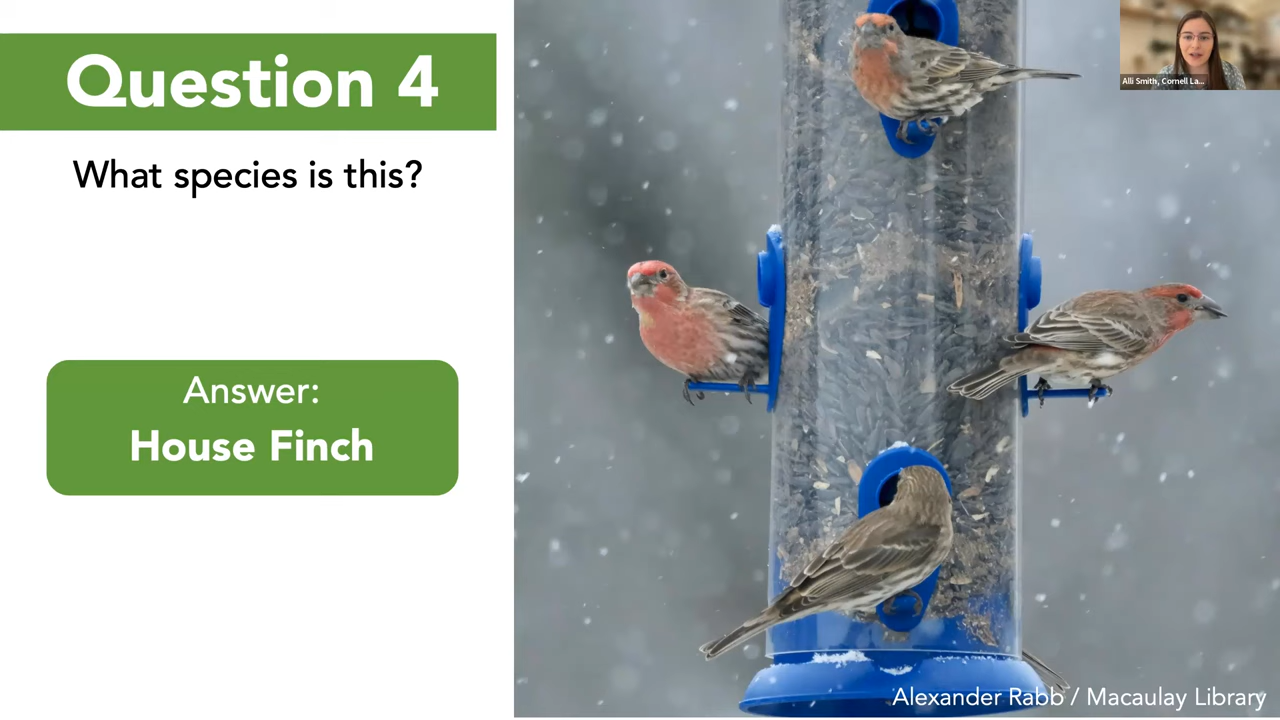 Question 4
What species is this?
Answer:
House Finch
Alli Smith, Cornell La...
Alexander Rabb / Macaulay Library